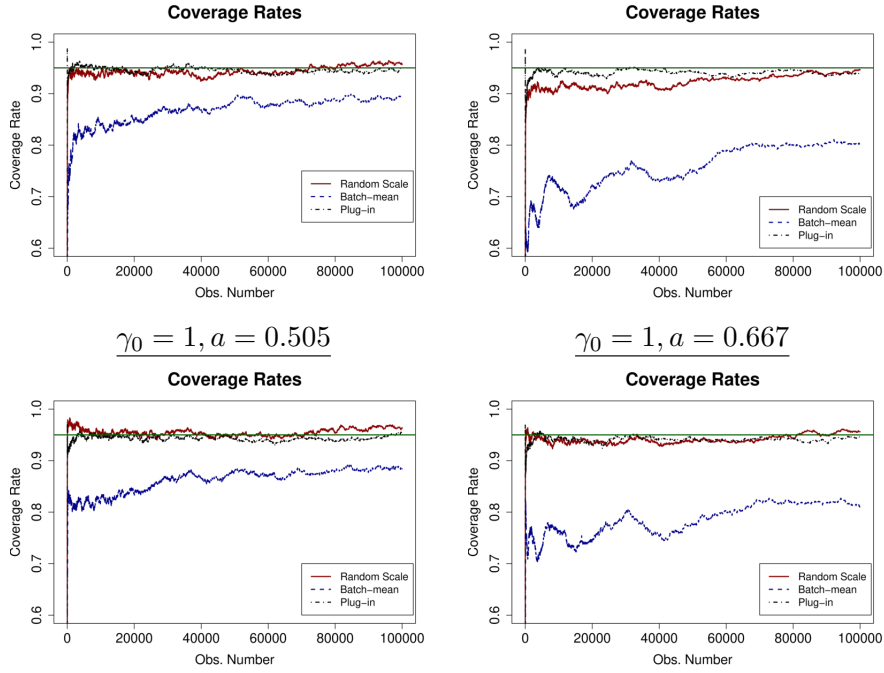 Coverage Rates
Coverage Rate
1.0
0.9
0.8
0.7
0.6
Random Scale
Batch−mean
Plug−in
0 20000 40000 60000 80000 100000
Obs. Number
Coverage Rates
Coverage Rate
1.0
0.9
0.8
0.7
0.6
Random Scale
Batch−mean
Plug−in
0 20000 40000 60000 80000 100000
Obs. Number
γ₀ = 1, a = 0.505
γ₀ = 1, a = 0.667
Coverage Rates
Coverage Rate
1.0
0.9
0.8
0.7
0.6
Random Scale
Batch−mean
Plug−in
0 20000 40000 60000 80000 100000
Obs. Number
Coverage Rates
Coverage Rate
1.0
0.9
0.8
0.7
0.6
Random Scale
Batch−mean
Plug−in
0 20000 40000 60000 80000 100000
Obs. Number